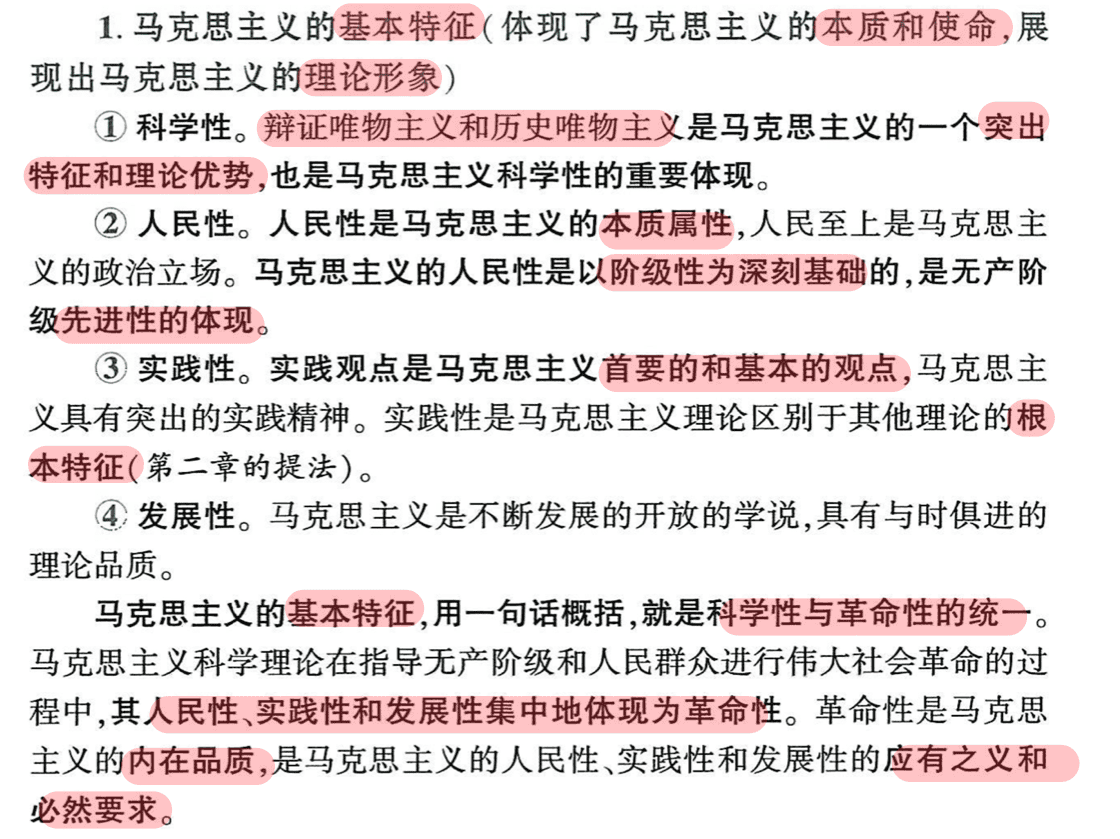 1. 马克思主义的基本特征(体现了马克思主义的本质和使命,展
现出马克思主义的理论形象)
① 科学性。辩证唯物主义和历史唯物主义是马克思主义的一个突出
特征和理论优势,也是马克思主义科学性的重要体现。
② 人民性。人民性是马克思主义的本质属性,人民至上是马克思主
义的政治立场。马克思主义的人民性是以阶级性为深刻基础的,是无产阶
级先进性的体现。
③ 实践性。实践观点是马克思主义首要的和基本的观点,马克思主
义具有突出的实践精神。实践性是马克思主义理论区别于其他理论的根
本特征(第二章的提法)。
④ 发展性。马克思主义是不断发展的开放的学说,具有与时俱进的
理论品质。
马克思主义的基本特征,用一句话概括,就是科学性与革命性的统一。
马克思主义科学理论在指导无产阶级和人民群众进行伟大社会革命的过
程中,其人民性、实践性和发展性集中地体现为革命性。革命性是马克思
主义的内在品质,是马克思主义的人民性、实践性和发展性的应有之义和
必然要求。